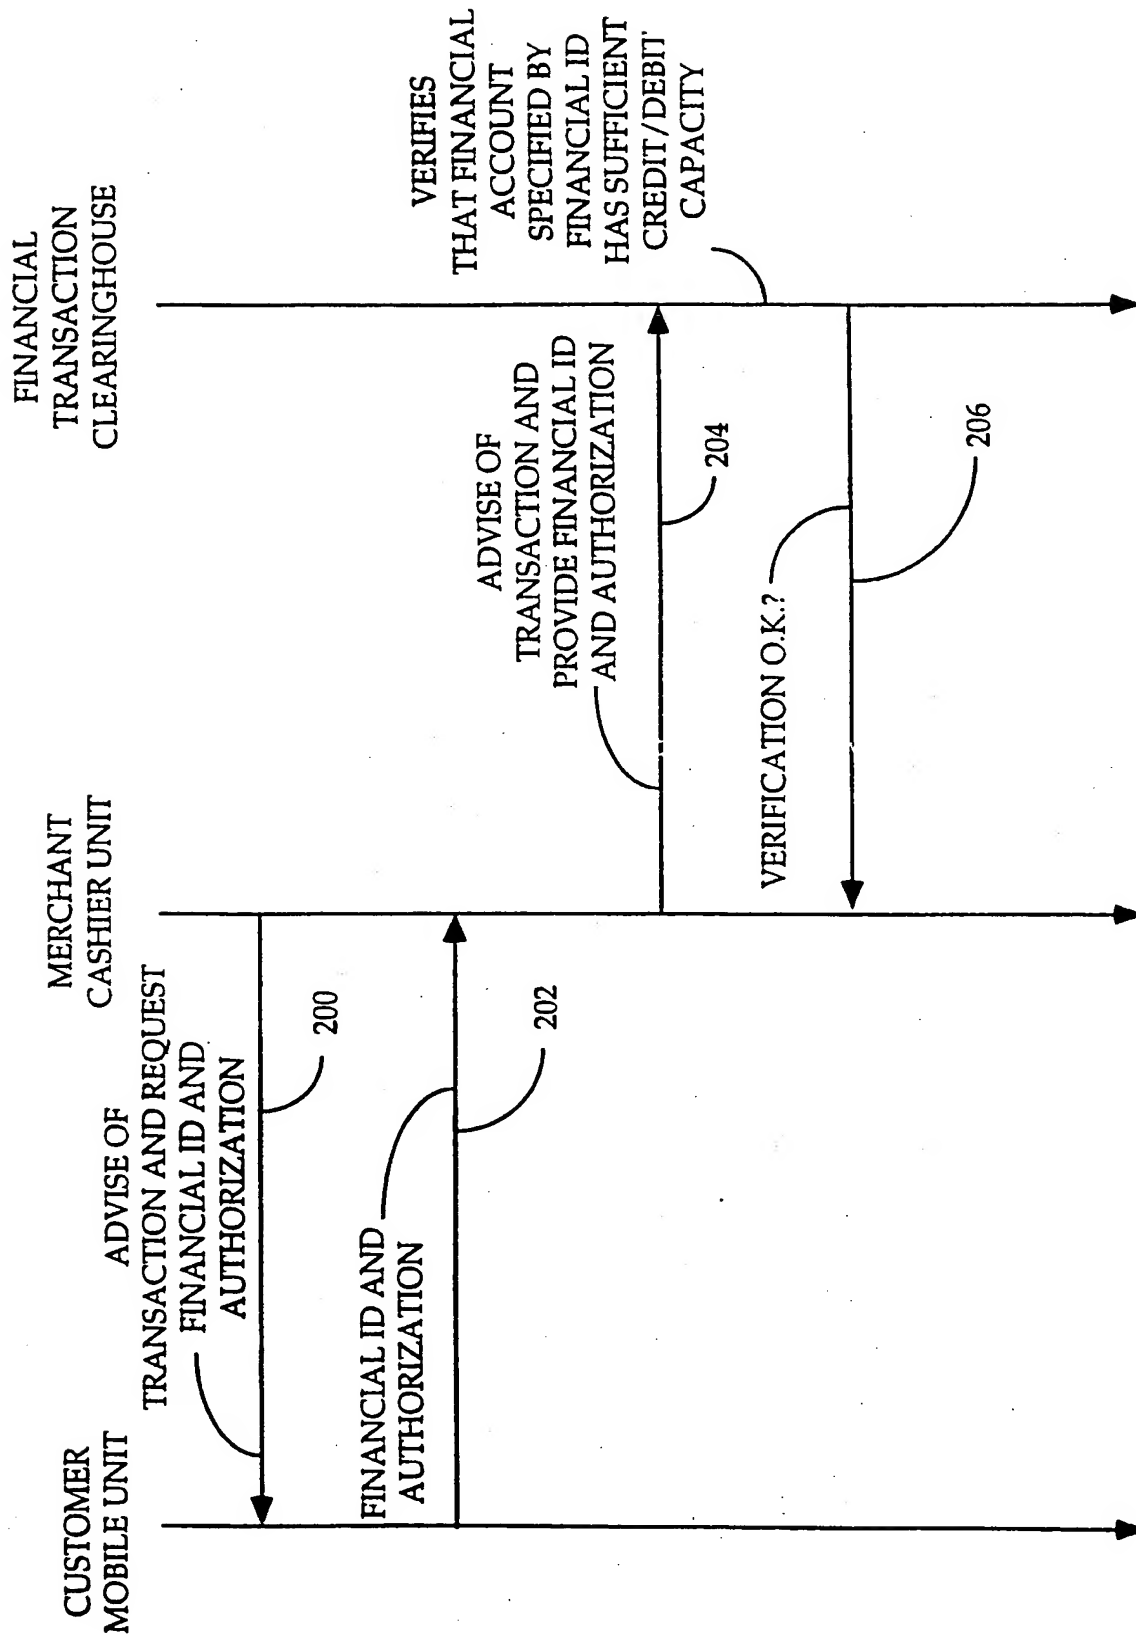 CUSTOMER
MOBILE UNIT
MERCHANT
CASHIER UNIT
FINANCIAL
TRANSACTION
CLEARINGHOUSE
ADVISE OF
TRANSACTION AND REQUEST
FINANCIAL ID AND
AUTHORIZATION
200
FINANCIAL ID AND
AUTHORIZATION
202
ADVISE OF
TRANSACTION AND
PROVIDE FINANCIAL ID
AND AUTHORIZATION
204
VERIFIES
THAT FINANCIAL
ACCOUNT
SPECIFIED BY
FINANCIAL ID
HAS SUFFICIENT
CREDIT/DEBIT
CAPACITY
VERIFICATION O.K.?
206